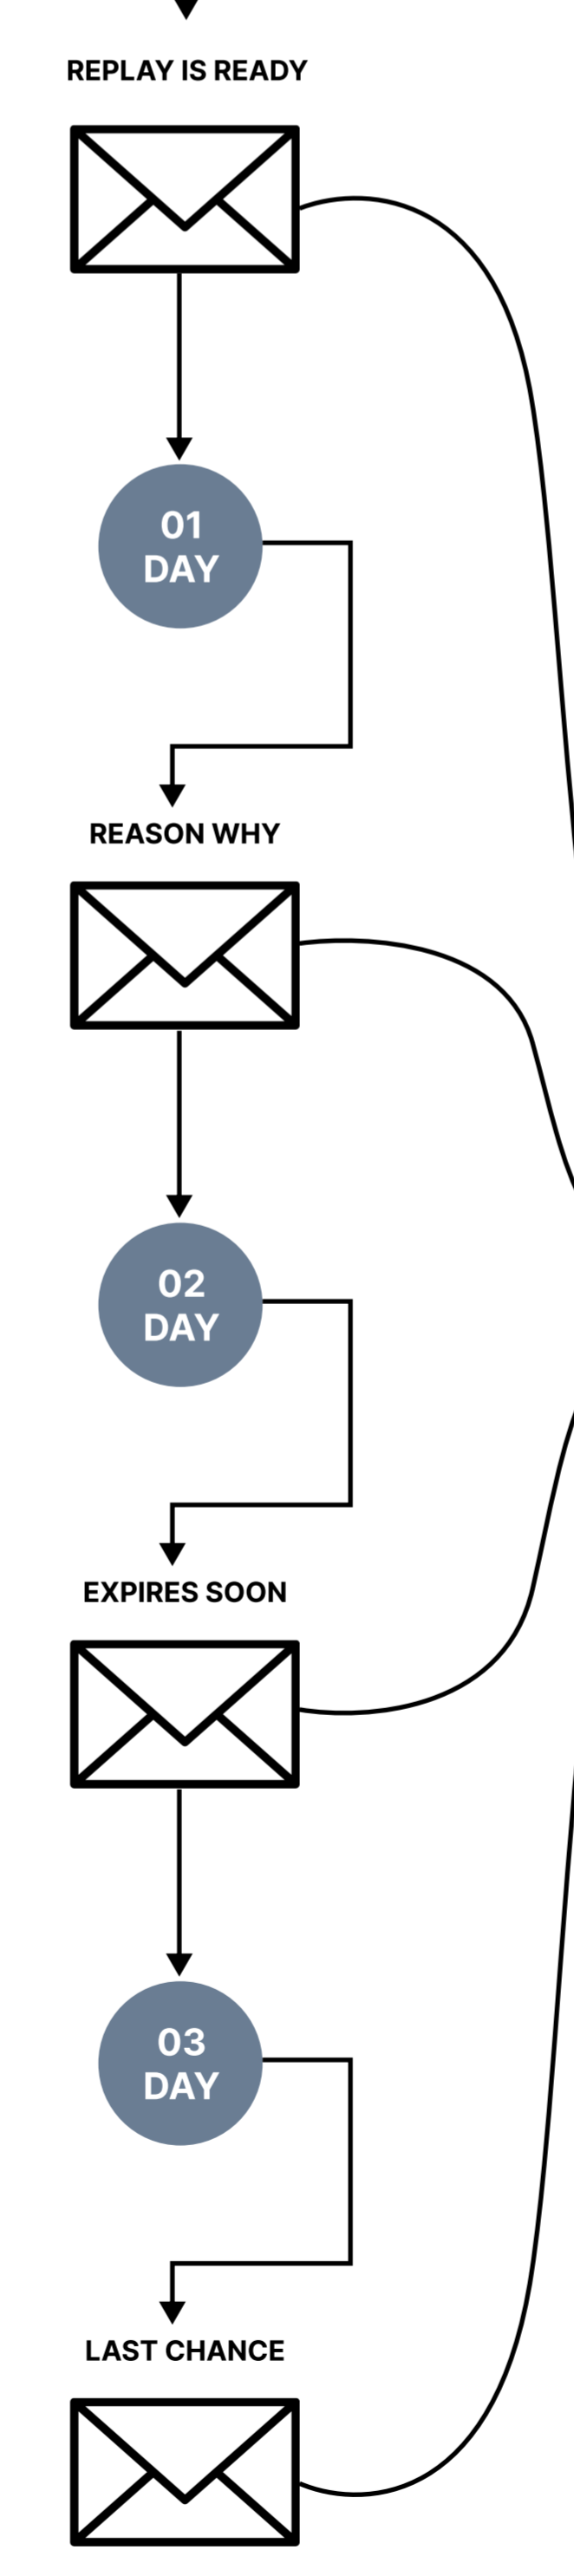 REPLAY IS READY
01
DAY
REASON WHY
02
DAY
EXPIRES SOON
03
DAY
LAST CHANCE